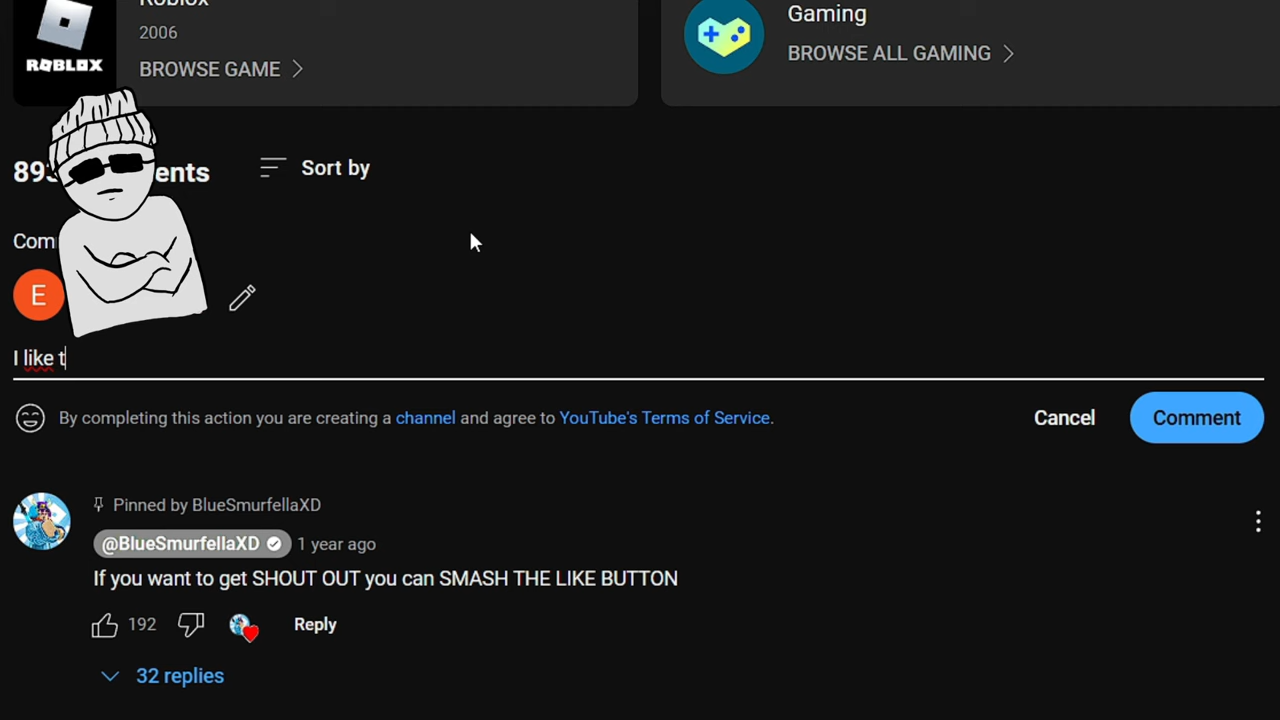 Roblox
2006
ROBLOX
BROWSE GAME
Gaming
BROWSE ALL GAMING
Sort by
E
I like t
By completing this action you are creating a channel and agree to YouTube's Terms of Service.
Cancel
Comment
Pinned by BlueSmurfellaXD
@BlueSmurfellaXD 1 year ago
If you want to get SHOUT OUT you can SMASH THE LIKE BUTTON
192
Reply
32 replies